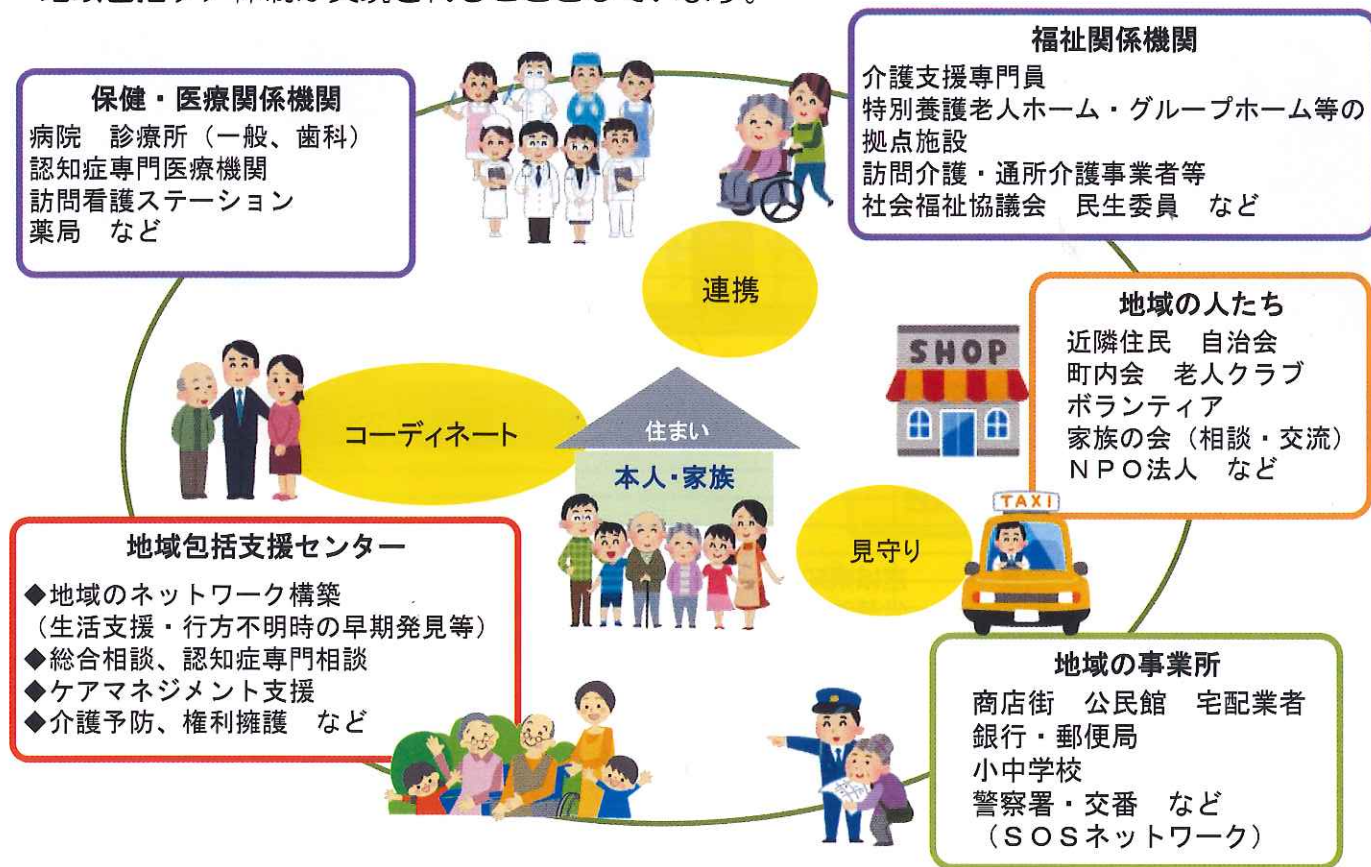 保健・医療関係機関
病院　診療所（一般、歯科）
認知症専門医療機関
訪問看護ステーション
薬局　など
福祉関係機関
介護支援専門員
特別養護老人ホーム・グループホーム等の
拠点施設
訪問介護・通所介護事業者等
社会福祉協議会　民生委員　など
連携
地域の人たち
近隣住民　自治会
町内会　老人クラブ
ボランティア
家族の会（相談・交流）
ＮＰＯ法人　など
SHOP
コーディネート
住まい
本人・家族
見守り
TAXI
地域包括支援センター
◆地域のネットワーク構築
（生活支援・行方不明時の早期発見等）
◆総合相談、認知症専門相談
◆ケアマネジメント支援
◆介護予防、権利擁護　など
地域の事業所
商店街　公民館　宅配業者
銀行・郵便局
小中学校
警察署・交番　など
（ＳＯＳネットワーク）